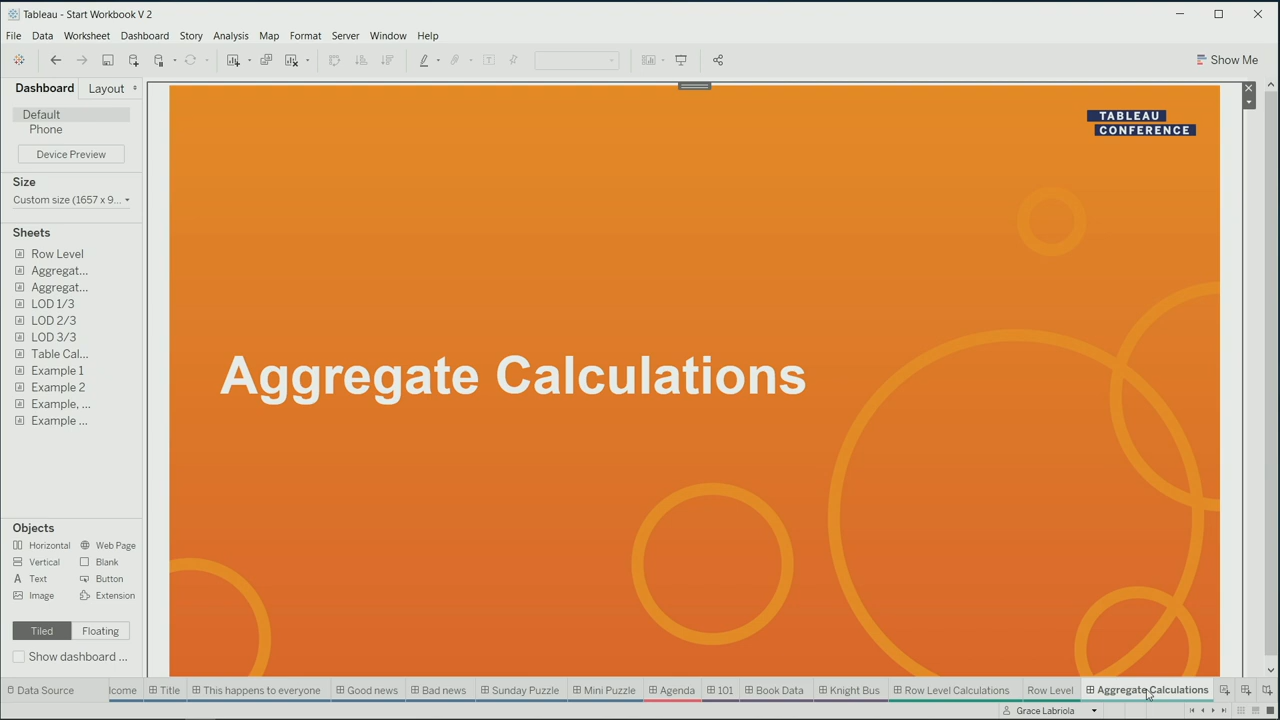 Tableau - Start Workbook V 2
File Data Worksheet Dashboard Story Analysis Map Format Server Window Help
Show Me
Dashboard Layout
Default
Phone
Device Preview
Size
Custom size (1657 x 9...
Sheets
Row Level
Aggregat...
Aggregat...
LOD 1/3
LOD 2/3
LOD 3/3
Table Cal...
Example 1
Example 2
Example, ...
Example ...
Objects
Horizontal Web Page
Vertical Blank
Text Button
Image Extension
Tiled Floating
Show dashboard ...
TABLEAU
CONFERENCE
Aggregate Calculations
Data Source lcome Title This happens to everyone Good news Bad news Sunday Puzzle Mini Puzzle Agenda 101 Book Data Knight Bus Row Level Calculations Row Level Aggregate Calculations
Grace Labriola